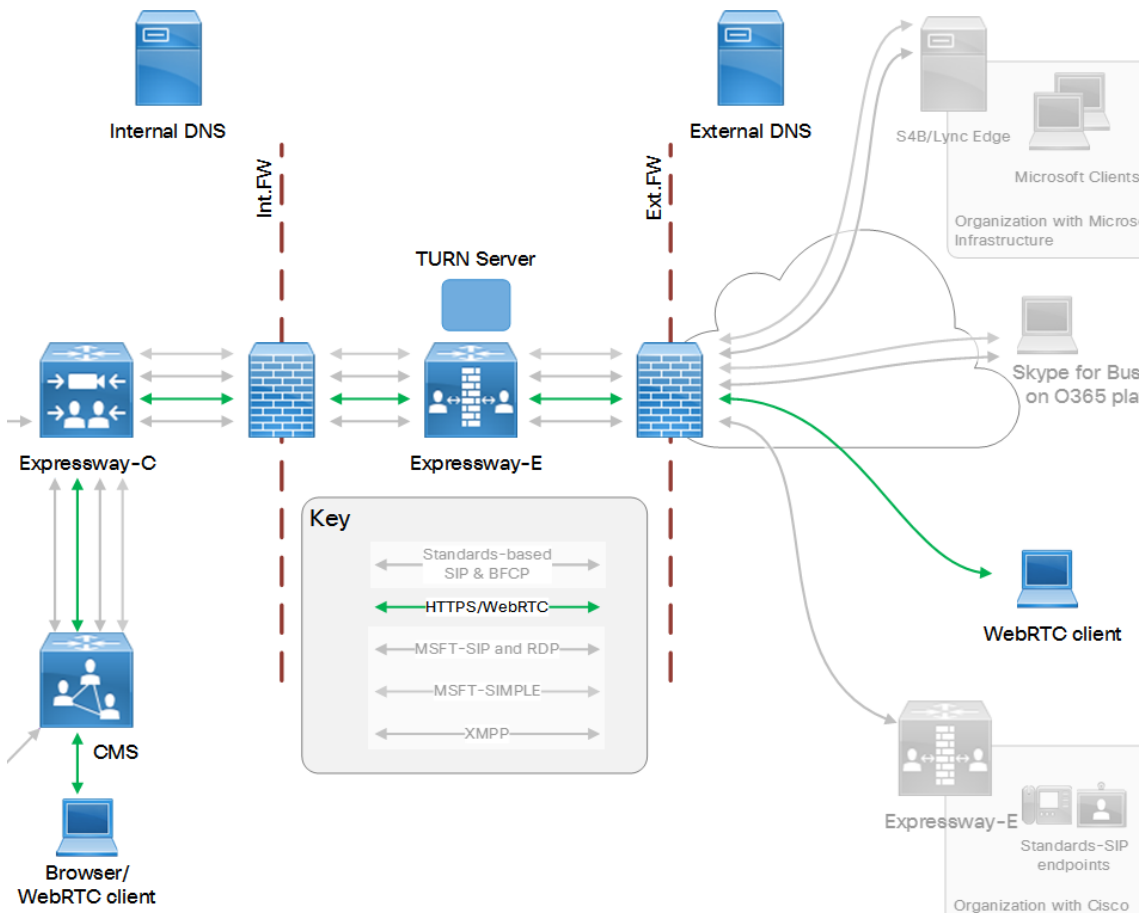 Internal DNS
External DNS
S4B/Lync Edge
Microsoft Clients
Organization with Microso
Infrastructure
Int.FW
Ext.FW
TURN Server
Skype for Bus
on O365 pla
Expressway-C
Expressway-E
Key
Standards-based
SIP & BFCP
HTTPS/WebRTC
MSFT-SIP and RDP
MSFT-SIMPLE
XMPP
WebRTC client
CMS
Browser/
WebRTC client
Expressway-E
Standards-SIP
endpoints
Organization with Cisco